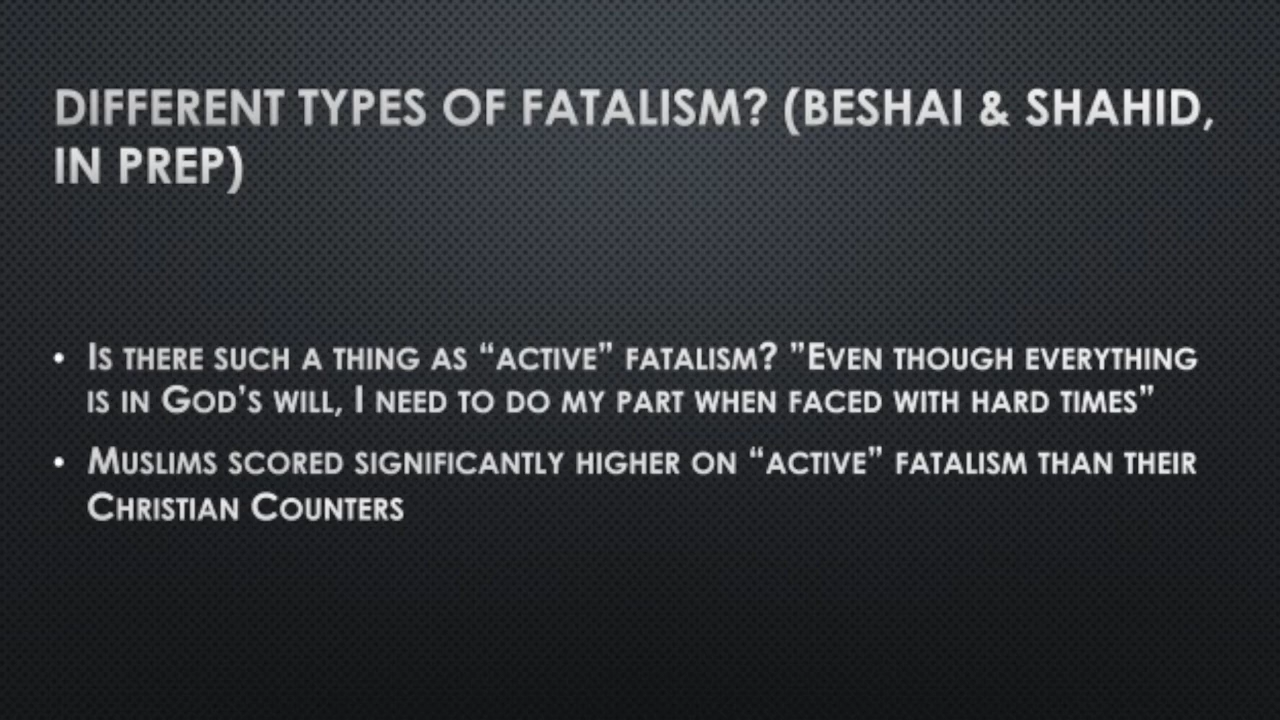 DIFFERENT TYPES OF FATALISM? (BESHAI & SHAHID,
IN PREP)
• IS THERE SUCH A THING AS “ACTIVE” FATALISM? ”EVEN THOUGH EVERYTHING
IS IN GOD’S WILL, I NEED TO DO MY PART WHEN FACED WITH HARD TIMES”
• MUSLIMS SCORED SIGNIFICANTLY HIGHER ON “ACTIVE” FATALISM THAN THEIR
CHRISTIAN COUNTERS